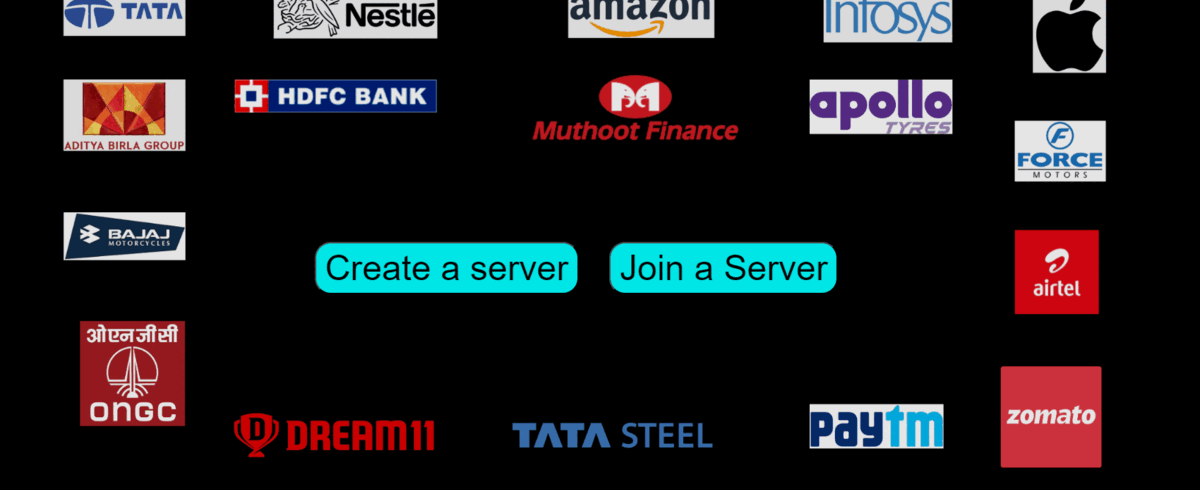 TATA
Nestlé
amazon
Infosys
ADITYA BIRLA GROUP
HDFC BANK
Muthoot Finance
apollo
TYRES
F
FORCE
MOTORS
BAJAJ
MOTORCYCLES
Create a server
Join a Server
airtel
ओएनजीसी
ONGC
D
DREAM11
TATA STEEL
paytm
zomato